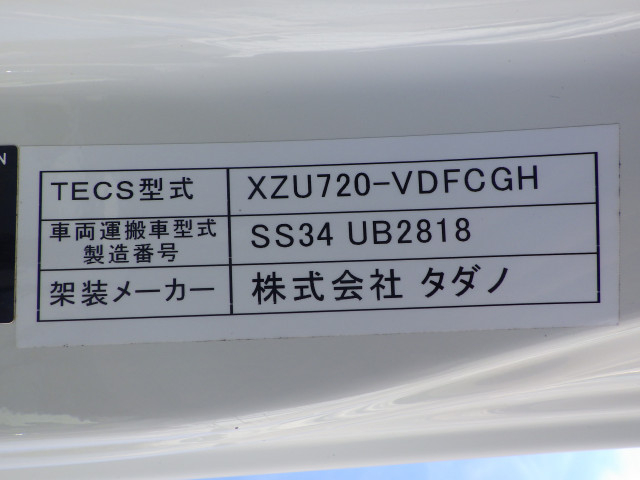 N
TECS型式 XZU720-VDFCGH
車両運搬車型式
製造番号 SS34 UB2818
架装メーカー 株式会社 タダノ